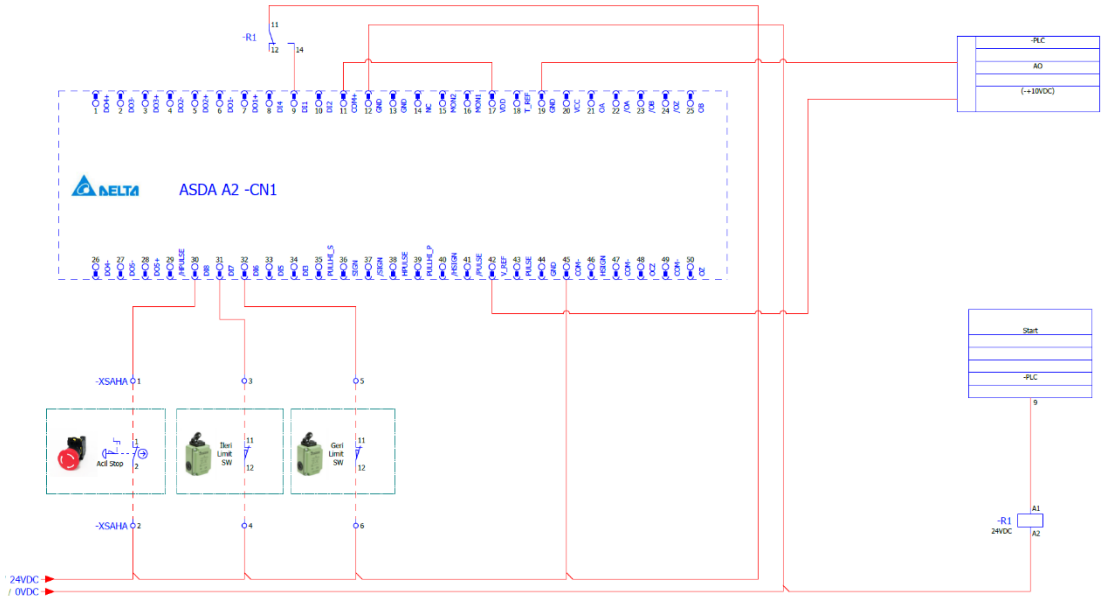 11
-R1
12
14
-PLC
AO
(-+10VDC)
1 DO4+
2 DO3-
3 DO3+
4 DO2-
5 DO2+
6 DO1-
7 DO1+
8 DI4
9 DI1
10 DI2
11 COM+
12 GND
13 GND
14 NC
15 MON2
16 MON1
17 VDD
18 T_REF
19 GND
20 VCC
21 OA
22 /OA
23 /OB
24 /OZ
25 OB
DELTA
ASDA A2 -CN1
26 DO4-
27 DO5-
28 DO5+
29 /HPULSE
30 DI8
31 DI7
32 DI6
33 DI5
34 DI3
35 PULLHI_S
36 SIGN
37 /SIGN
38 HPULSE
39 PULLHI_P
40 /HSIGN
41 /PULSE
42 V_REF
43 PULSE
44 GND
45 COM-
46 HSIGN
47 COM-
48 OCZ
49 COM-
50 OZ
Start
-PLC
9
-XSAHA 1
3
5
1
Acil Stop
2
11
İleri
Limit
SW
12
11
Geri
Limit
SW
12
-XSAHA 2
4
6
A1
-R1
24VDC
A2
24VDC
/ 0VDC